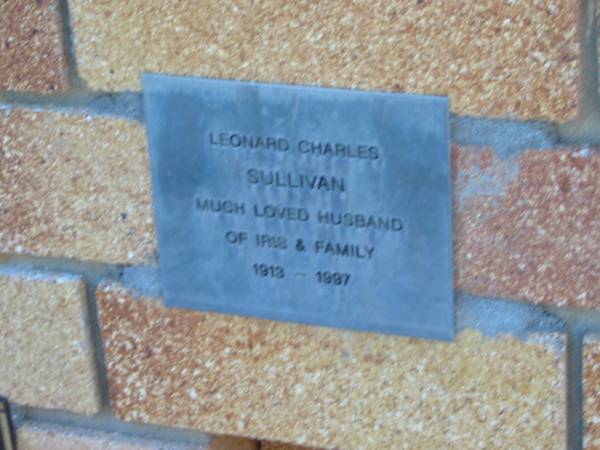 LEONARD CHARLES
SULLIVAN
MUCH LOVED HUSBAND
OF IRIS & FAMILY
1913 - 1997